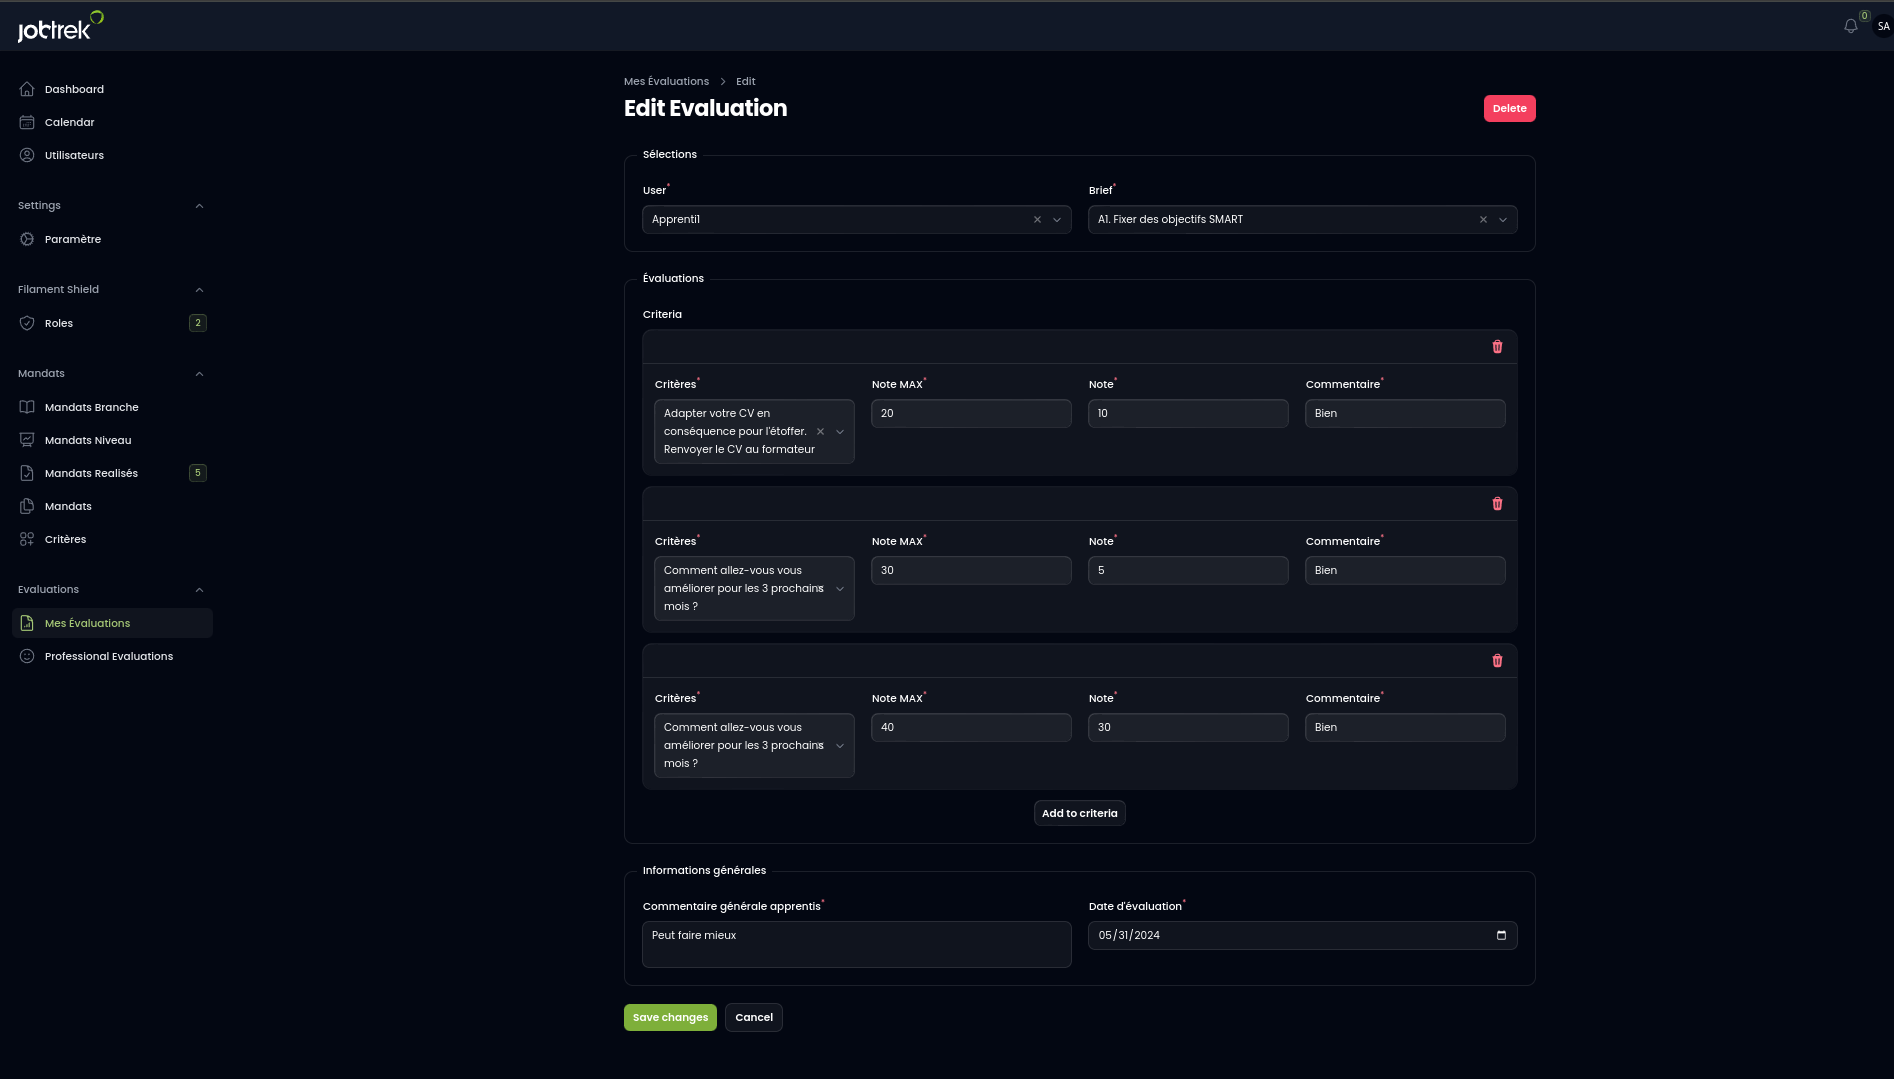 jobtrek
0
SA
Dashboard
Calendar
Utilisateurs
Settings
Paramètre
Filament Shield
Roles
2
Mandats
Mandats Branche
Mandats Niveau
Mandats Realisés
5
Mandats
Critères
Evaluations
Mes Évaluations
Professional Evaluations
Mes Évaluations > Edit
Edit Evaluation
Delete
Sélections
User*
Brief*
Apprenti1
A1. Fixer des objectifs SMART
Évaluations
Criteria
Critères*
Note MAX*
Note*
Commentaire*
Adapter votre CV en
conséquence pour l'étoffer.
Renvoyer le CV au formateur
20
10
Bien
Critères*
Note MAX*
Note*
Commentaire*
Comment allez-vous vous
améliorer pour les 3 prochains
mois ?
30
5
Bien
Critères*
Note MAX*
Note*
Commentaire*
Comment allez-vous vous
améliorer pour les 3 prochains
mois ?
40
30
Bien
Add to criteria
Informations générales
Commentaire générale apprentis*
Date d'évaluation*
Peut faire mieux
05/31/2024
Save changes
Cancel